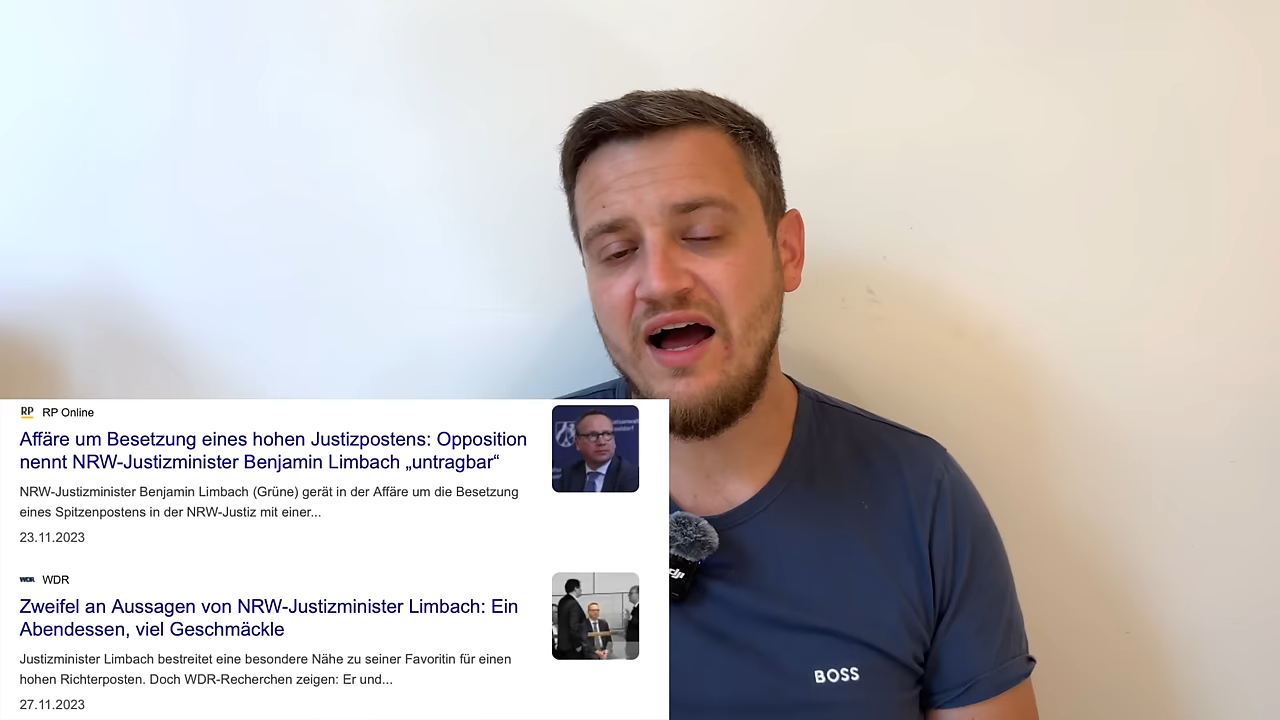 RP RP Online
Affäre um Besetzung eines hohen Justizpostens: Opposition
nennt NRW-Justizminister Benjamin Limbach „untragbar“
NRW-Justizminister Benjamin Limbach (Grüne) gerät in der Affäre um die Besetzung
eines Spitzenpostens in der NRW-Justiz mit einer...
23.11.2023
WDR WDR
Zweifel an Aussagen von NRW-Justizminister Limbach: Ein
Abendessen, viel Geschmäckle
Justizminister Limbach bestreitet eine besondere Nähe zu seiner Favoritin für einen
hohen Richterposten. Doch WDR-Recherchen zeigen: Er und...
27.11.2023
dji
BOSS